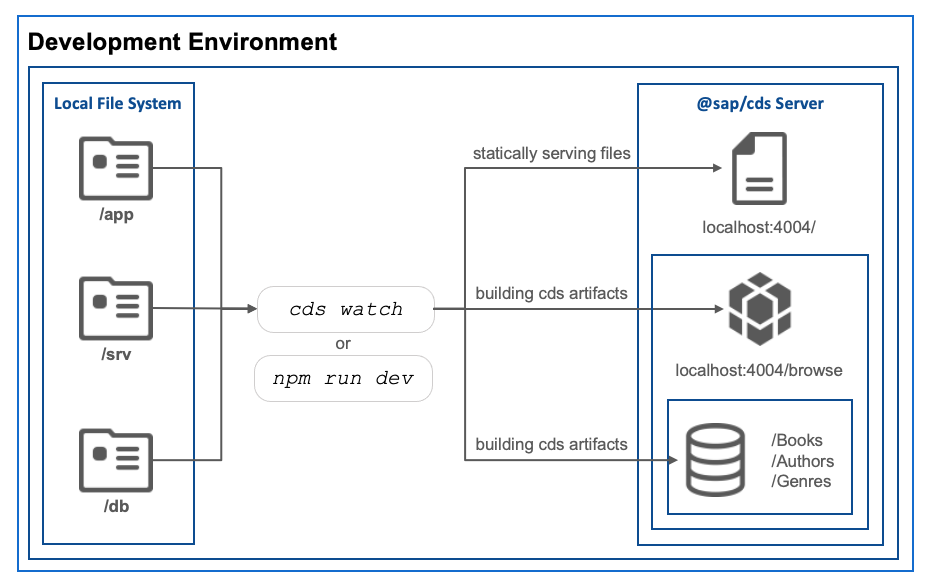 Development Environment
Local File System
/app
/srv
/db
cds watch
or
npm run dev
statically serving files
building cds artifacts
building cds artifacts
@sap/cds Server
localhost:4004/
localhost:4004/browse
/Books
/Authors
/Genres